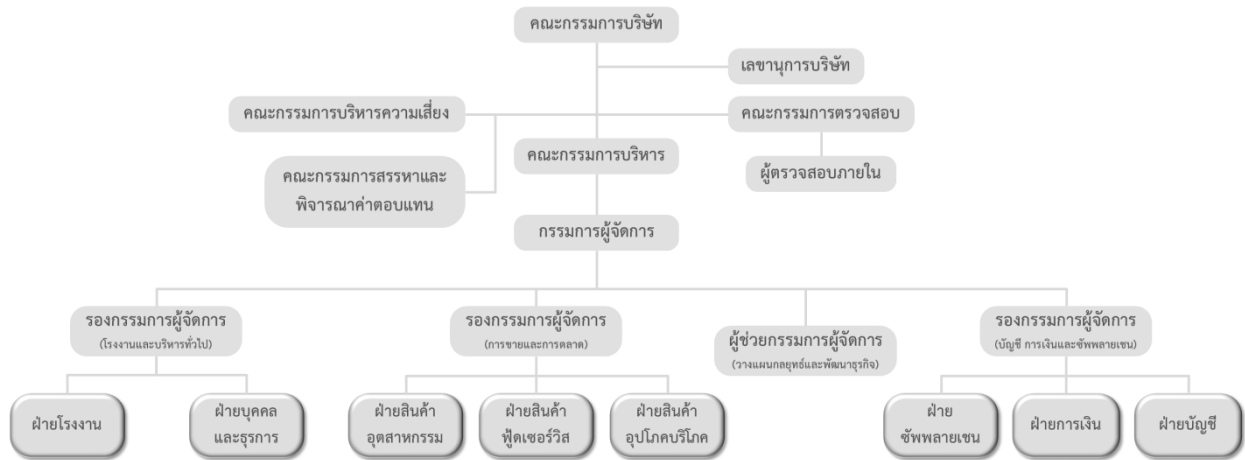 คณะกรรมการบริษัท
เลขานุการบริษัท
คณะกรรมการบริหารความเสี่ยง
คณะกรรมการตรวจสอบ
คณะกรรมการบริหาร
ผู้ตรวจสอบภายใน
คณะกรรมการสรรหาและ
พิจารณาค่าตอบแทน
กรรมการผู้จัดการ
รองกรรมการผู้จัดการ
(โรงงานและบริหารทั่วไป)
รองกรรมการผู้จัดการ
(การขายและการตลาด)
ผู้ช่วยกรรมการผู้จัดการ
(วางแผนกลยุทธ์และพัฒนาธุรกิจ)
รองกรรมการผู้จัดการ
(บัญชี การเงินและซัพพลายเชน)
ฝ่ายโรงงาน
ฝ่ายบุคคล
และธุรการ
ฝ่ายสินค้า
อุตสาหกรรม
ฝ่ายสินค้า
ฟู้ดเซอร์วิส
ฝ่ายสินค้า
อุปโภคบริโภค
ฝ่าย
ซัพพลายเชน
ฝ่ายการเงิน
ฝ่ายบัญชี